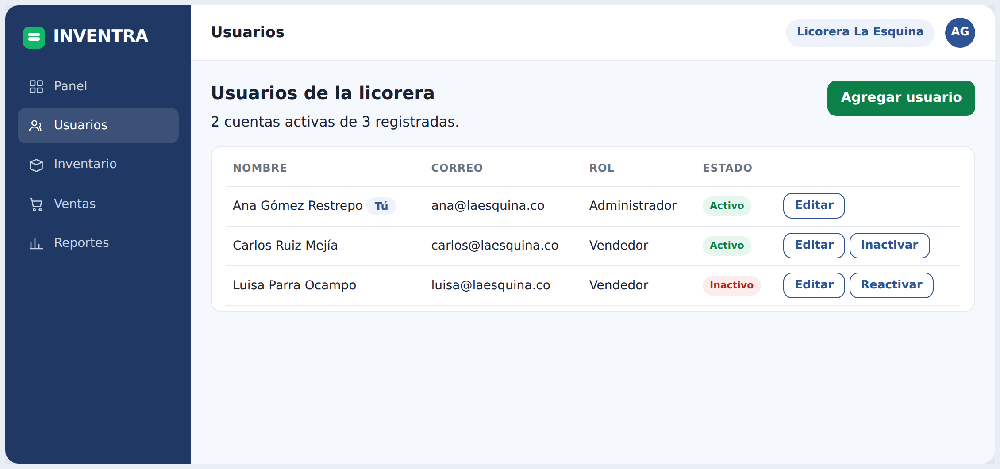 INVENTRA
Panel
Usuarios
Inventario
Ventas
Reportes
Usuarios
Licorera La Esquina
AG
Usuarios de la licorera
2 cuentas activas de 3 registradas.
Agregar usuario
NOMBRE CORREO ROL ESTADO
Ana Gómez Restrepo Tú ana@laesquina.co Administrador Activo Editar
Carlos Ruiz Mejía carlos@laesquina.co Vendedor Activo Editar Inactivar
Luisa Parra Ocampo luisa@laesquina.co Vendedor Inactivo Editar Reactivar